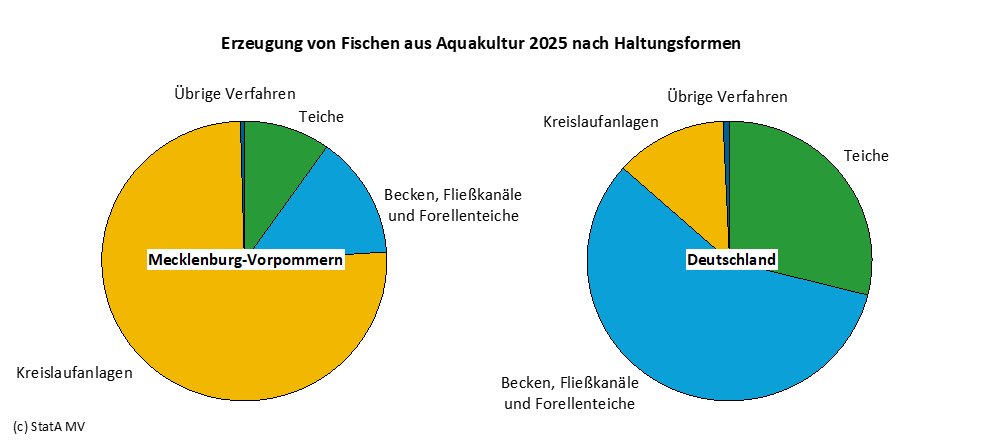 Erzeugung von Fischen aus Aquakultur 2025 nach Haltungsformen
Übrige Verfahren
Teiche
Becken, Fließkanäle
und Forellenteiche
Mecklenburg-Vorpommern
Kreislaufanlagen
Übrige Verfahren
Kreislaufanlagen
Teiche
Deutschland
Becken, Fließkanäle
und Forellenteiche
(c) StatA MV